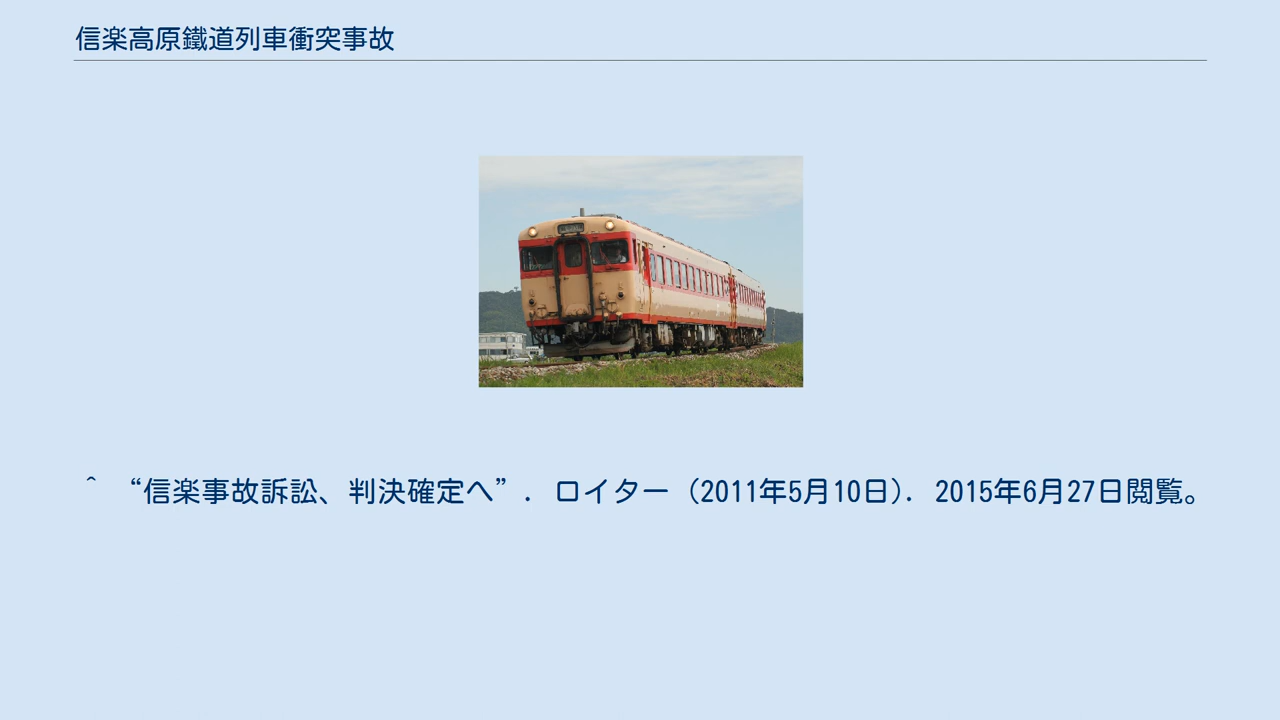 信楽高原鐵道列車衝突事故
^ “信楽事故訴訟、判決確定へ”. ロイター (2011年5月10日). 2015年6月27日閲覧。